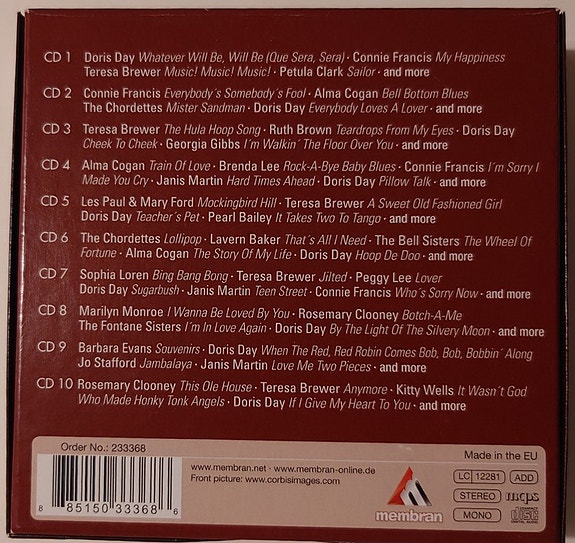 CD 1 Doris Day Whatever Will Be, Will Be (Que Sera, Sera) · Connie Francis My Happiness
Teresa Brewer Music! Music! Music! · Petula Clark Sailor · and more
CD 2 Connie Francis Everybody´s Somebody´s Fool · Alma Cogan Bell Bottom Blues
The Chordettes Mister Sandman · Doris Day Everybody Loves A Lover · and more
CD 3 Teresa Brewer The Hula Hoop Song · Ruth Brown Teardrops From My Eyes · Doris Day
Cheek To Cheek · Georgia Gibbs I´m Walkin´ The Floor Over You · and more
CD 4 Alma Cogan Train Of Love · Brenda Lee Rock-A-Bye Baby Blues · Connie Francis I´m Sorry I
Made You Cry · Janis Martin Hard Times Ahead · Doris Day Pillow Talk · and more
CD 5 Les Paul & Mary Ford Mockingbird Hill · Teresa Brewer A Sweet Old Fashioned Girl
Doris Day Teacher´s Pet · Pearl Bailey It Takes Two To Tango · and more
CD 6 The Chordettes Lollipop · Lavern Baker That´s All I Need · The Bell Sisters The Wheel Of
Fortune · Alma Cogan The Story Of My Life · Doris Day Hoop De Doo · and more
CD 7 Sophia Loren Bing Bang Bong · Teresa Brewer Jilted · Peggy Lee Lover
Doris Day Sugarbush · Janis Martin Teen Street · Connie Francis Who´s Sorry Now · and more
CD 8 Marilyn Monroe I Wanna Be Loved By You · Rosemary Clooney Botch-A-Me
The Fontane Sisters I´m In Love Again · Doris Day By The Light Of The Silvery Moon · and more
CD 9 Barbara Evans Souvenirs · Doris Day When The Red, Red Robin Comes Bob, Bob, Bobbin´ Along
Jo Stafford Jambalaya · Janis Martin Love Me Two Pieces · and more
CD 10 Rosemary Clooney This Ole House · Teresa Brewer Anymore · Kitty Wells It Wasn´t God
Who Made Honky Tonk Angels · Doris Day If I Give My Heart To You · and more
Order No.: 233368
Made in the EU
www.membran.net · www.membran-online.de
Front picture: www.corbisimages.com
LC 12281 ADD
STEREO mcps
MONO COMPACT disc DIGITAL AUDIO
membran
8 85150 33368 6